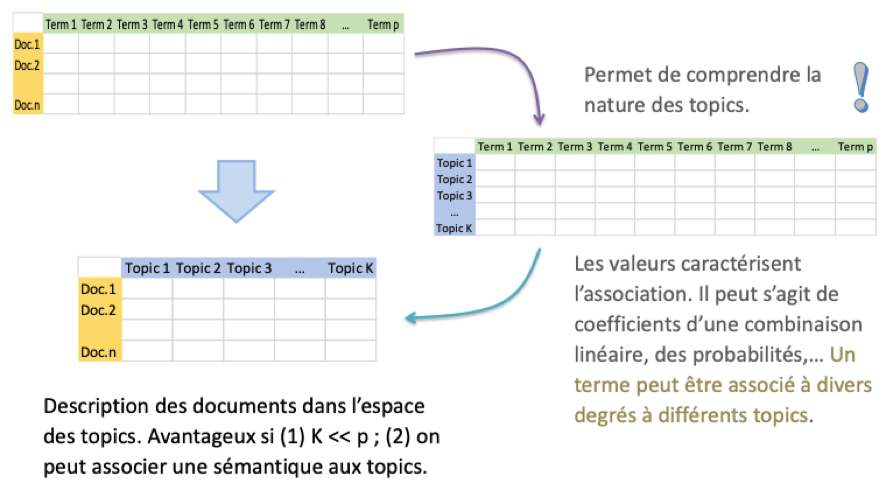 Term 1 Term 2 Term 3 Term 4 Term 5 Term 6 Term 7 Term 8 ... Term p
Doc.1
Doc.2
Doc.n
Permet de comprendre la
nature des topics.
!
Term 1 Term 2 Term 3 Term 4 Term 5 Term 6 Term 7 Term 8 ... Term p
Topic 1
Topic 2
Topic 3
...
Topic K
Topic 1 Topic 2 Topic 3 ... Topic K
Doc.1
Doc.2
Doc.n
Les valeurs caractérisent
l’association. Il peut s’agit de
coefficients d’une combinaison
linéaire, des probabilités,... Un
terme peut être associé à divers
degrés à différents topics.
Description des documents dans l’espace
des topics. Avantageux si (1) K << p ; (2) on
peut associer une sémantique aux topics.